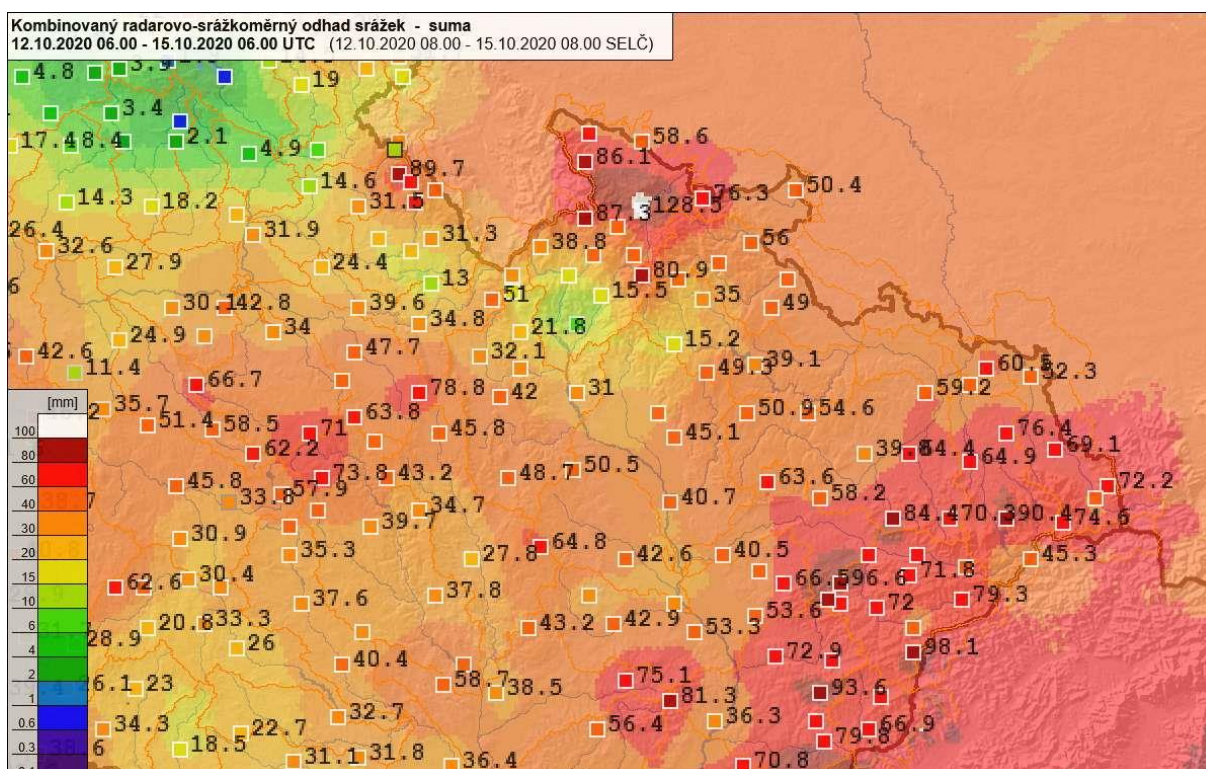 Kombinovaný radarovo-srážkoměrný odhad srážek - suma
12.10.2020 06.00 - 15.10.2020 06.00 UTC (12.10.2020 08.00 - 15.10.2020 08.00 SELČ)
4.8
19
3.4
17.4 8.4 2.1 4.9 58.6
86.1
89.7
14.6
14.3 18.2 31.5 87.3 128.5 76.3 50.4
26.4 31.9 31.3 38.8 56
32.6
27.9 24.4
13 15.5 80.9 35
42.8 39.6 51 49
24.9 34 34.8 21.8 15.2
42.6 47.7 32.1 49.3 39.1
11.4 60.5 52.3
66.7 78.8 42 31 59.2
[mm]
35.7 63.8 50.9 54.6
51.4 58.5 71 45.8 45.1 76.4
100
62.2 39.8 64.4 64.9 69.1
80
73.8 43.2 48.7 50.5 63.6
60
45.8 57.9 72.2
33.8 34.7 40.7 58.2
40
39.7 84.4 70.3 90.4 74.6
30
30.9
20
35.3 27.8 64.8 42.6 40.5 45.3
15
62.6 30.4 66.5 96.6 71.8
10
37.6 37.8 53.6 72 79.3
6
20.8 33.3 43.2 42.9 53.3
28.9 26
4
40.4 72.9 98.1
2
26.1 23 58.7 38.5 75.1 81.3 93.6
1
34.3 32.7 56.4 36.3 66.9
0.6
22.7 79.8
18.5
0.3
31.1 31.8 36.4 70.8